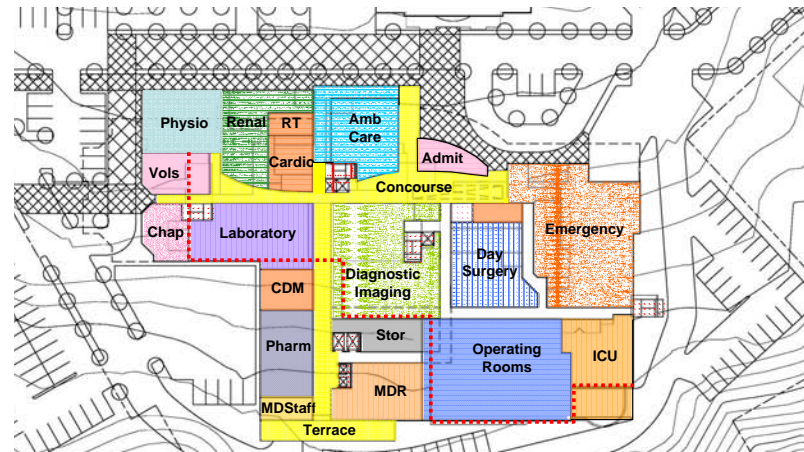 Physio
Renal
RT
Amb
Care
Cardio
Admit
Vols
Concourse
Chap
Laboratory
Emergency
Day
Surgery
Diagnostic
Imaging
CDM
Stor
Pharm
Operating
Rooms
ICU
MDR
MDStaff
Terrace